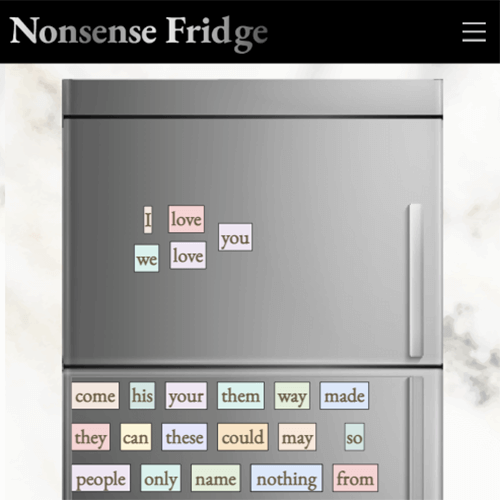 Nonsense Fridge
I love
you
we love
come his your them way made
they can these could may so
people only name nothing from